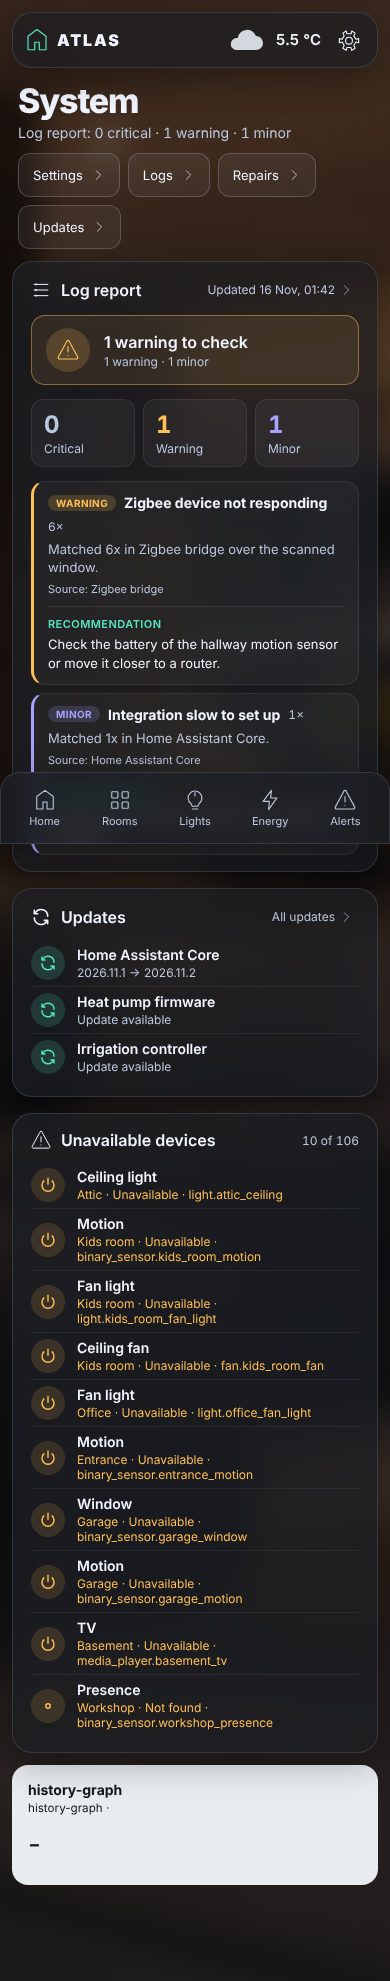 ATLAS
5.5 °C
System
Log report: 0 critical · 1 warning · 1 minor
Settings
Logs
Repairs
Updates
Log report
Updated 16 Nov, 01:42
1 warning to check
1 warning · 1 minor
0
1
1
Critical
Warning
Minor
WARNING Zigbee device not responding
6×
Matched 6x in Zigbee bridge over the scanned
window.
Source: Zigbee bridge
RECOMMENDATION
Check the battery of the hallway motion sensor
or move it closer to a router.
MINOR Integration slow to set up 1×
Matched 1x in Home Assistant Core.
Source: Home Assistant Core
Home
Rooms
Lights
Energy
Alerts
Updates
All updates
Home Assistant Core
2026.11.1 → 2026.11.2
Heat pump firmware
Update available
Irrigation controller
Update available
Unavailable devices
10 of 106
Ceiling light
Attic · Unavailable · light.attic_ceiling
Motion
Kids room · Unavailable ·
binary_sensor.kids_room_motion
Fan light
Kids room · Unavailable ·
light.kids_room_fan_light
Ceiling fan
Kids room · Unavailable · fan.kids_room_fan
Fan light
Office · Unavailable · light.office_fan_light
Motion
Entrance · Unavailable ·
binary_sensor.entrance_motion
Window
Garage · Unavailable ·
binary_sensor.garage_window
Motion
Garage · Unavailable ·
binary_sensor.garage_motion
TV
Basement · Unavailable ·
media_player.basement_tv
Presence
Workshop · Not found ·
binary_sensor.workshop_presence
history-graph
history-graph ·
–